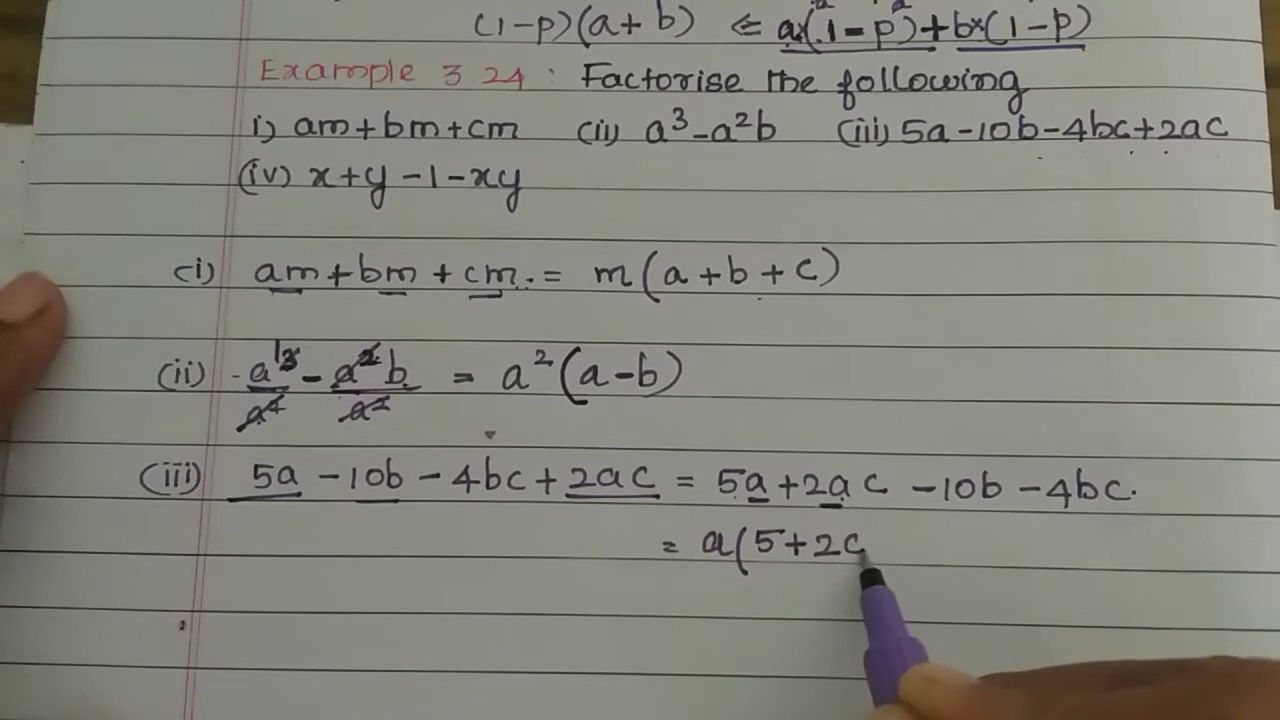 (1-p)(a+b) ⇐ a×(1-p)+b×(1-p)
Example 3 24 : Factorise the following
i) am+bm+cm (ii) a³-a²b (iii) 5a-10b-4bc+2ac
(iv) x+y-1-xy
(i) am+bm+cm. = m(a+b+c)
(ii) a³ - a²b = a²(a-b)
a² a²
(iii) 5a-10b-4bc+2ac = 5a+2ac -10b-4bc.
= a(5+2c